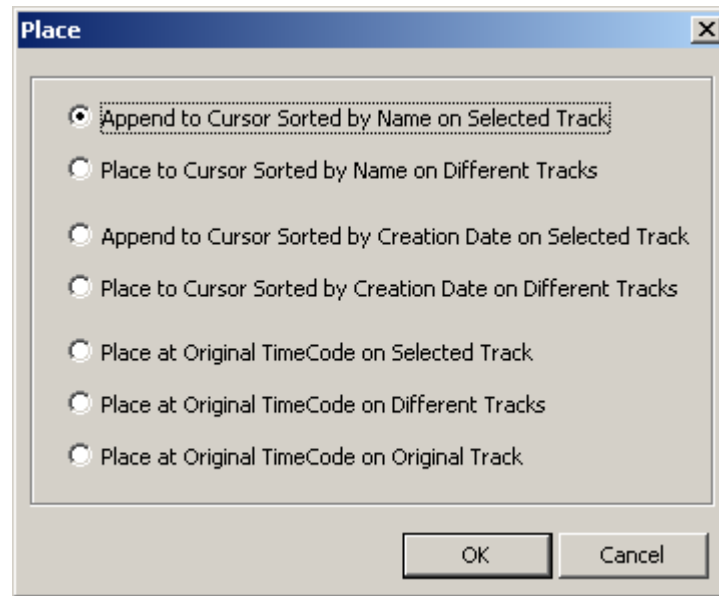 Place
Append to Cursor Sorted by Name on Selected Track
Place to Cursor Sorted by Name on Different Tracks
Append to Cursor Sorted by Creation Date on Selected Track
Place to Cursor Sorted by Creation Date on Different Tracks
Place at Original TimeCode on Selected Track
Place at Original TimeCode on Different Tracks
Place at Original TimeCode on Original Track
OK Cancel